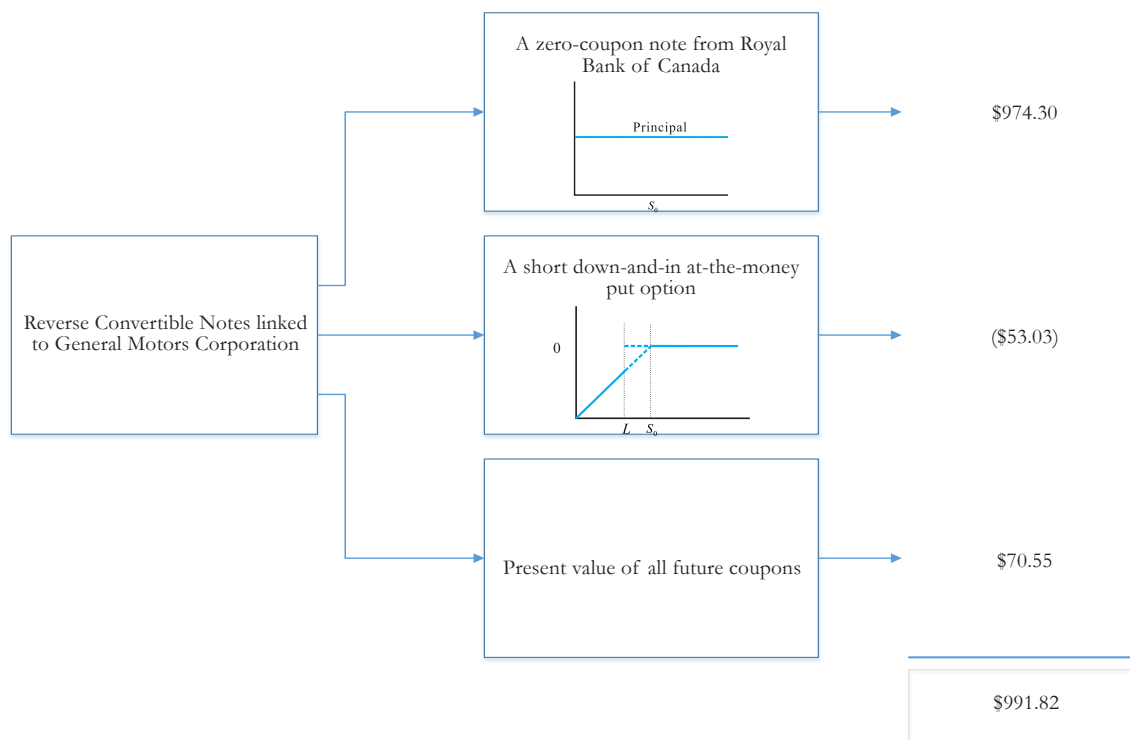 A zero-coupon note from Royal
Bank of Canada
Principal
S₀
$974.30
Reverse Convertible Notes linked
to General Motors Corporation
A short down-and-in at-the-money
put option
0
L S₀
($53.03)
Present value of all future coupons
$70.55
$991.82